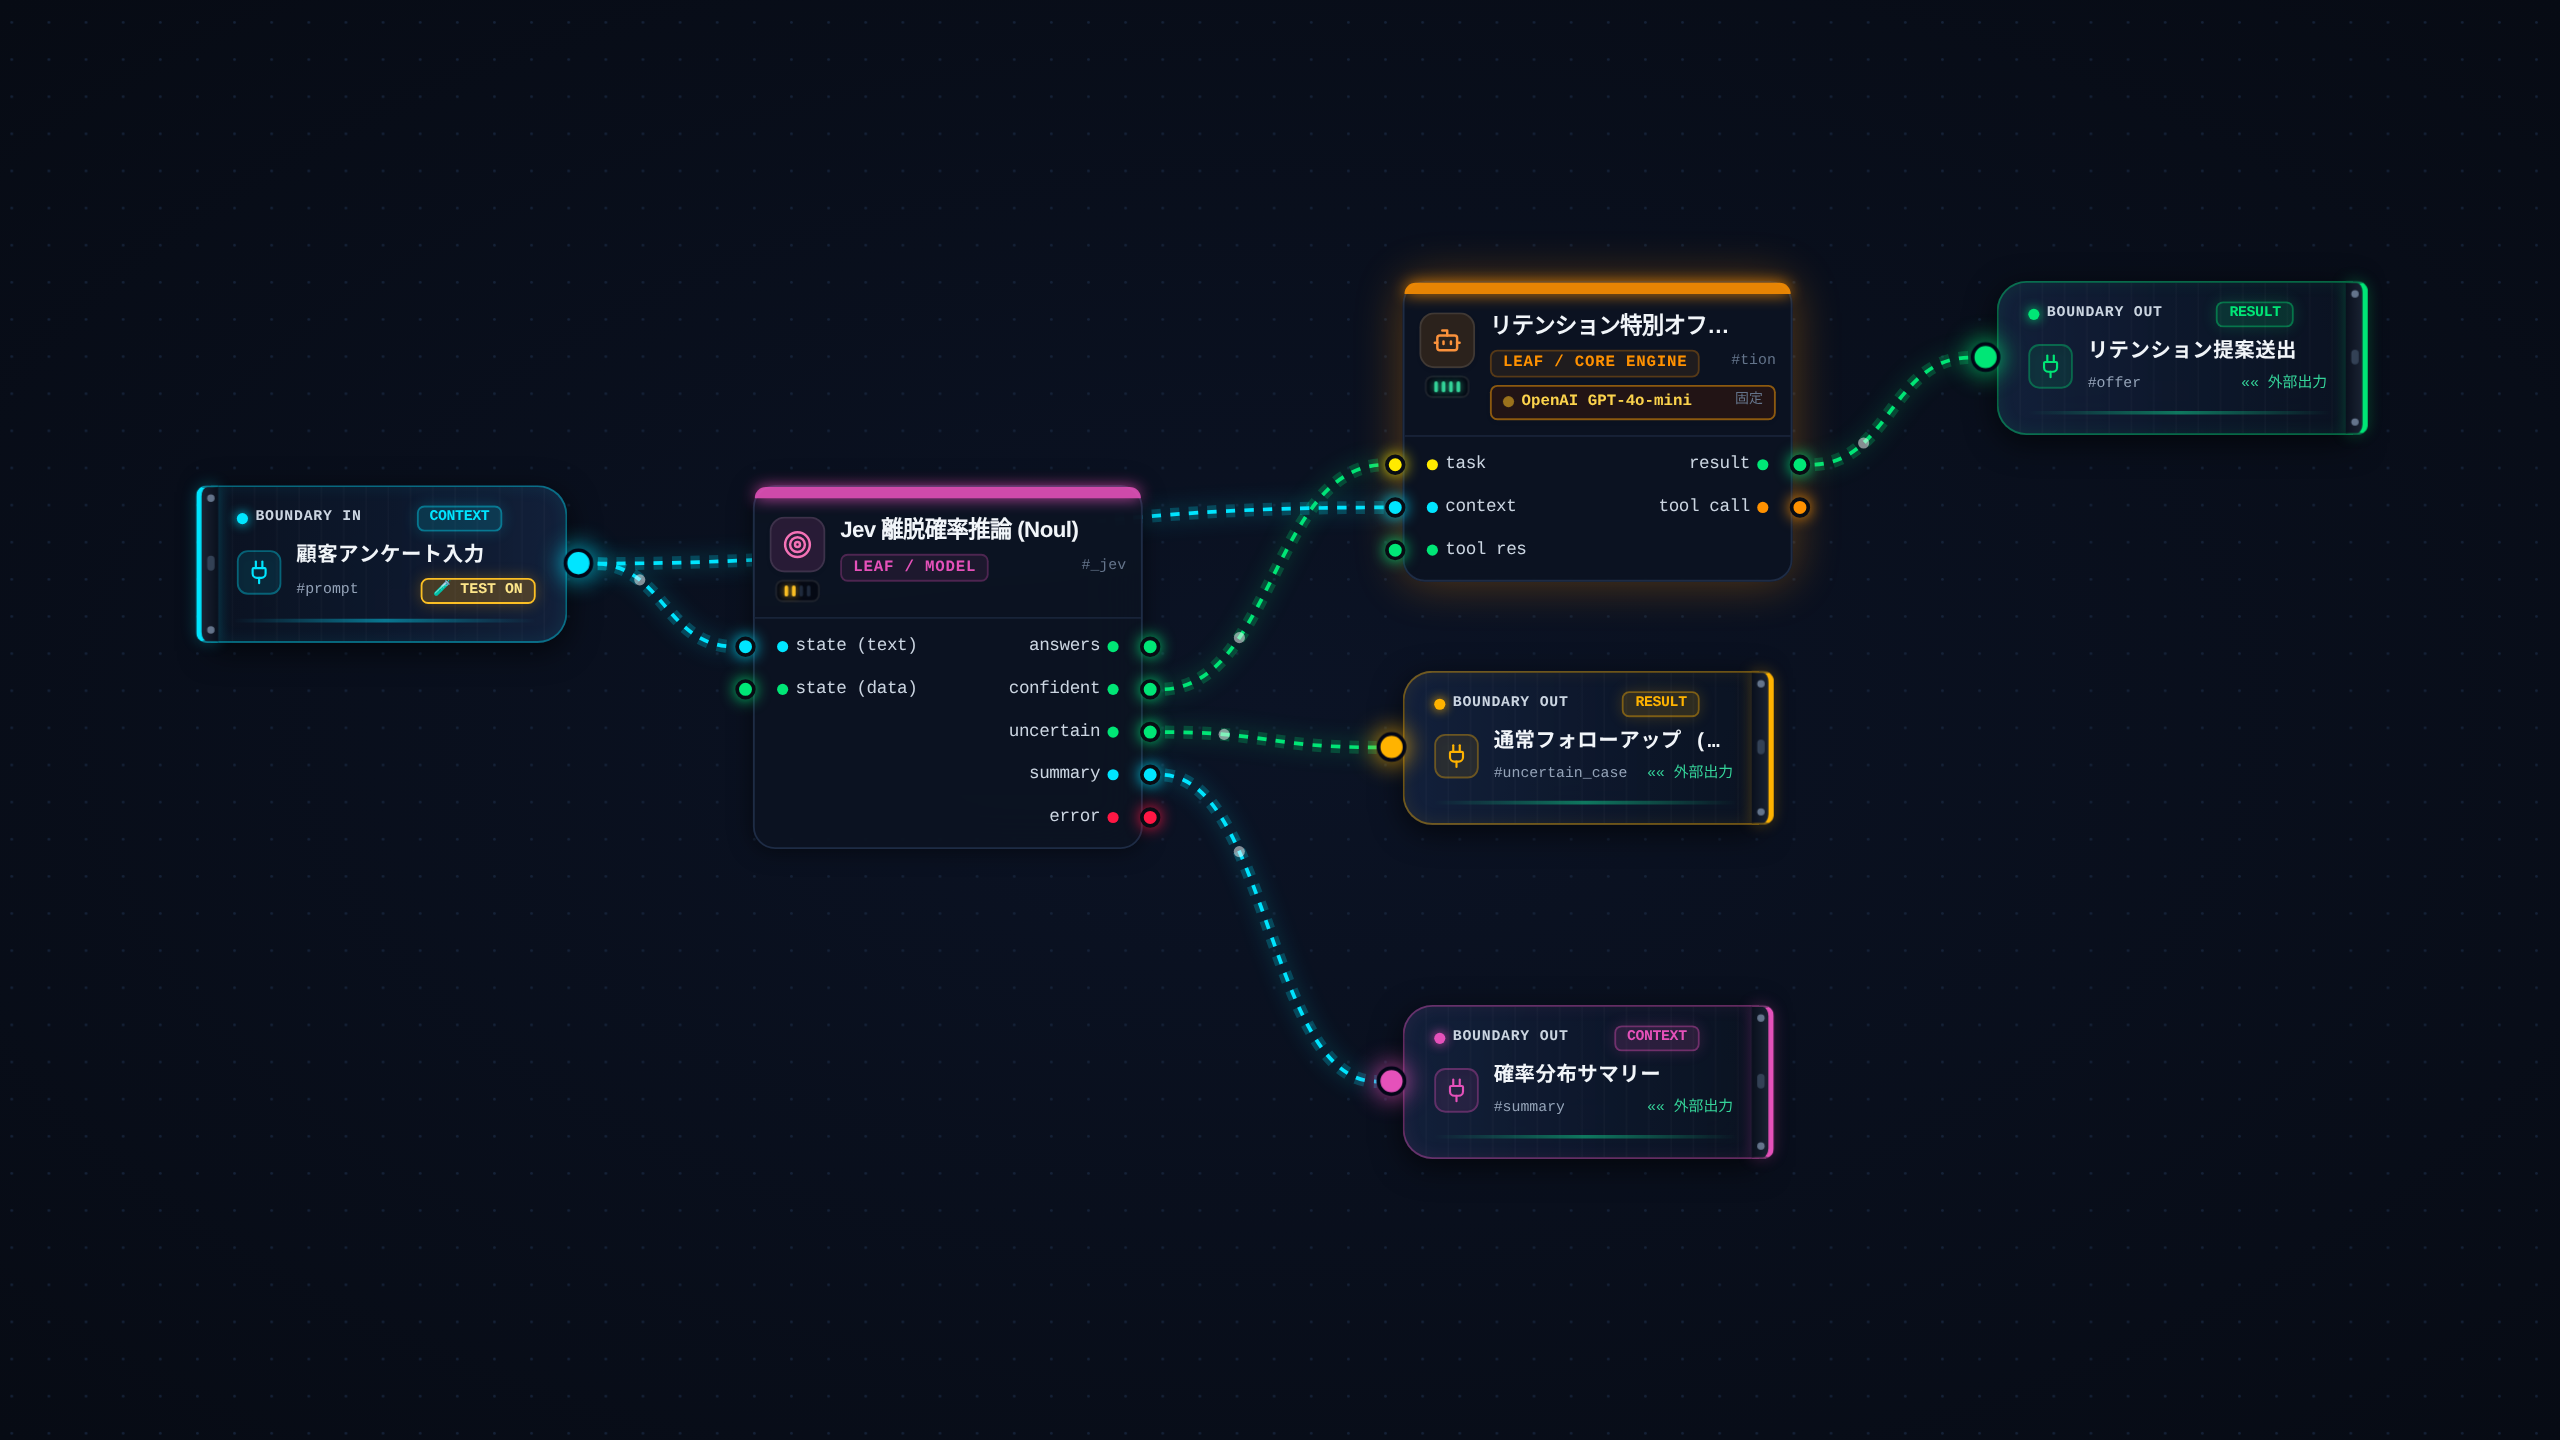 BOUNDARY IN CONTEXT
顧客アンケート入力
#prompt 🧪 TEST ON
Jev 離脱確率推論 (Noul)
LEAF / MODEL #_jev
state (text) answers
state (data) confident
uncertain
summary
error
リテンション特別オフ...
LEAF / CORE ENGINE #tion
OpenAI GPT-4o-mini 固定
task result
context tool call
tool res
BOUNDARY OUT RESULT
リテンション提案送出
#offer «« 外部出力
BOUNDARY OUT RESULT
通常フォローアップ (…
#uncertain_case «« 外部出力
BOUNDARY OUT CONTEXT
確率分布サマリー
#summary «« 外部出力